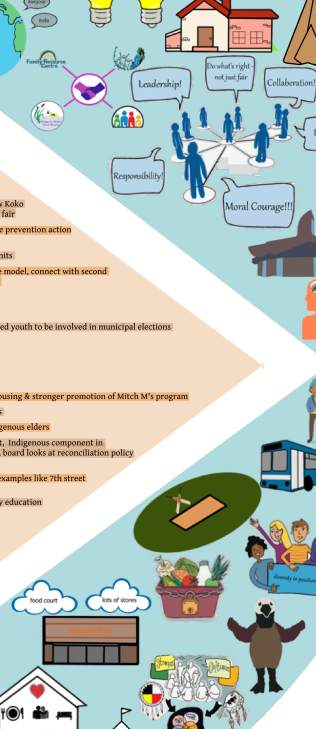 Bonjour
hola
Family Resource
Centre
Leadership!
Do what's right -
not just fair
Collaberation!
Responsibility!
Moral Courage!!!
w Koko
fair
e prevention action
nits
e model, connect with second
ed youth to be involved in municipal elections
ousing & stronger promotion of Mitch M's program
s
genous elders
t, Indigenous component in
, board looks at reconciliation policy
examples like 7th street
y education
food court
lots of stores
diversity in position